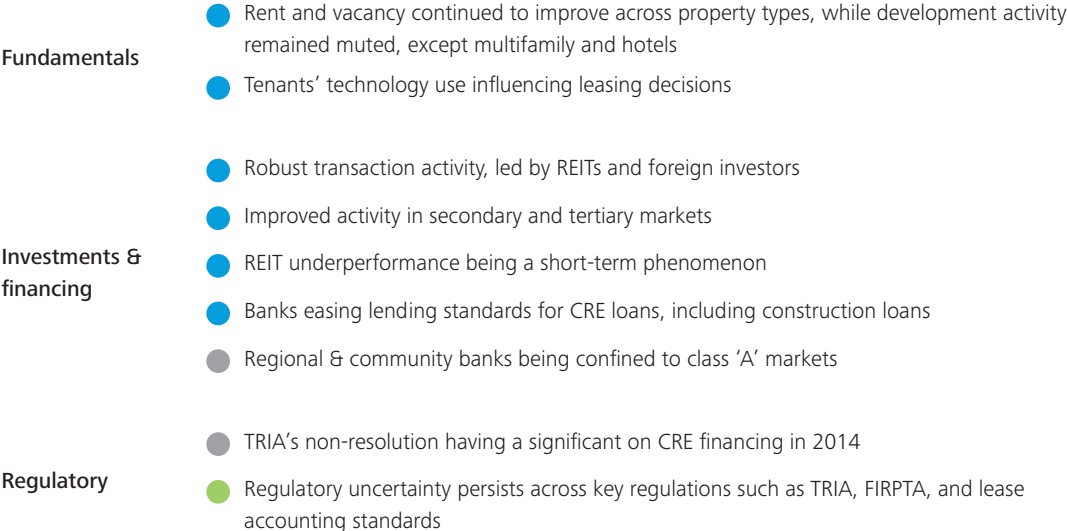 Fundamentals
Rent and vacancy continued to improve across property types, while development activity
remained muted, except multifamily and hotels
Tenants’ technology use influencing leasing decisions
Investments &
financing
Robust transaction activity, led by REITs and foreign investors
Improved activity in secondary and tertiary markets
REIT underperformance being a short-term phenomenon
Banks easing lending standards for CRE loans, including construction loans
Regional & community banks being confined to class ‘A’ markets
Regulatory
TRIA’s non-resolution having a significant on CRE financing in 2014
Regulatory uncertainty persists across key regulations such as TRIA, FIRPTA, and lease
accounting standards